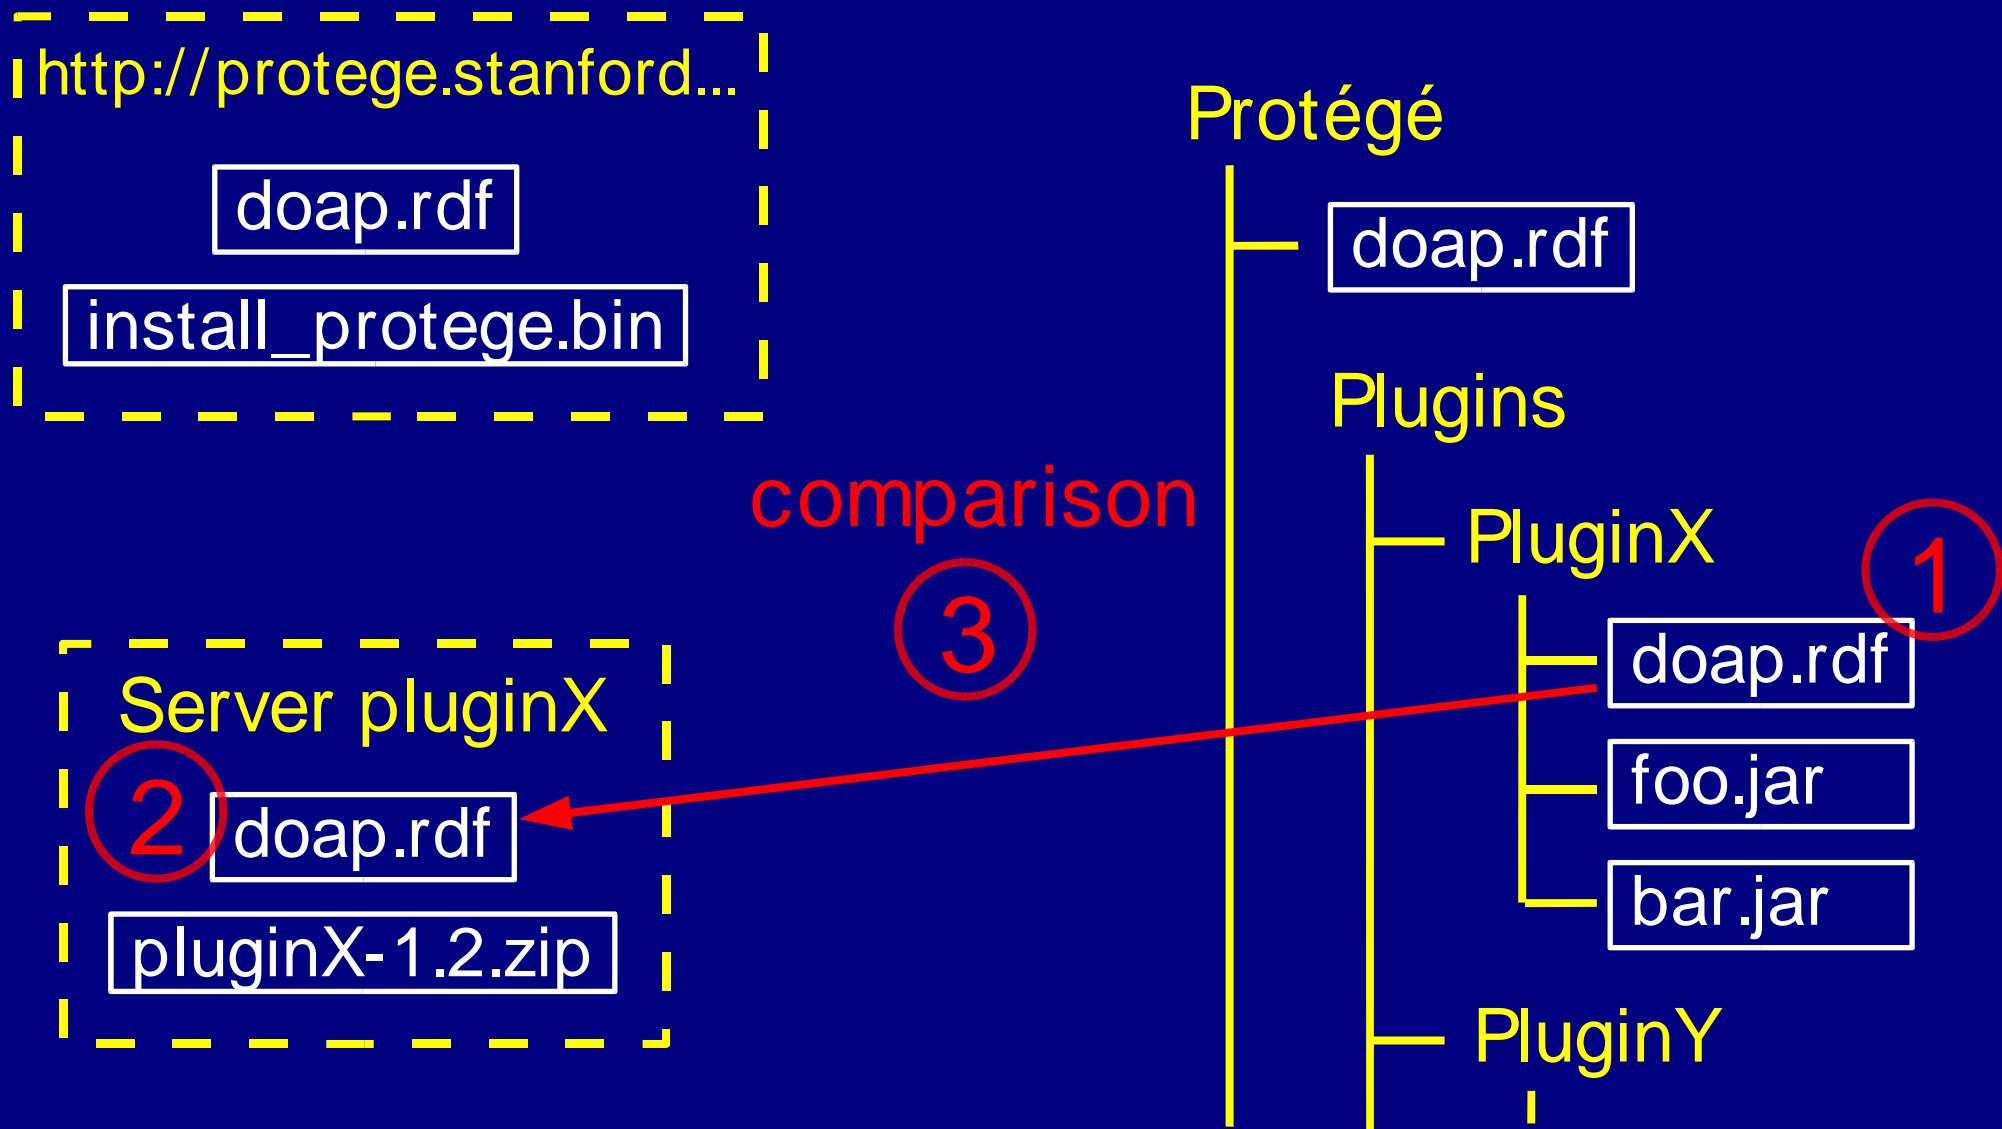 http://protege.stanford...
doap.rdf
install_protege.bin
Protégé
doap.rdf
Plugins
comparison
3
PluginX
1
doap.rdf
foo.jar
bar.jar
PluginY
Server pluginX
2
doap.rdf
pluginX-1.2.zip